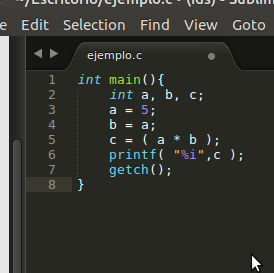 ~/Escritorio/ejemplo.c • (ids) - Sublim
e Edit Selection Find View Goto
ejemplo.c
1 int main(){
2 int a, b, c;
3 a = 5;
4 b = a;
5 c = ( a * b );
6 printf( "%i",c );
7 getch();
8 }